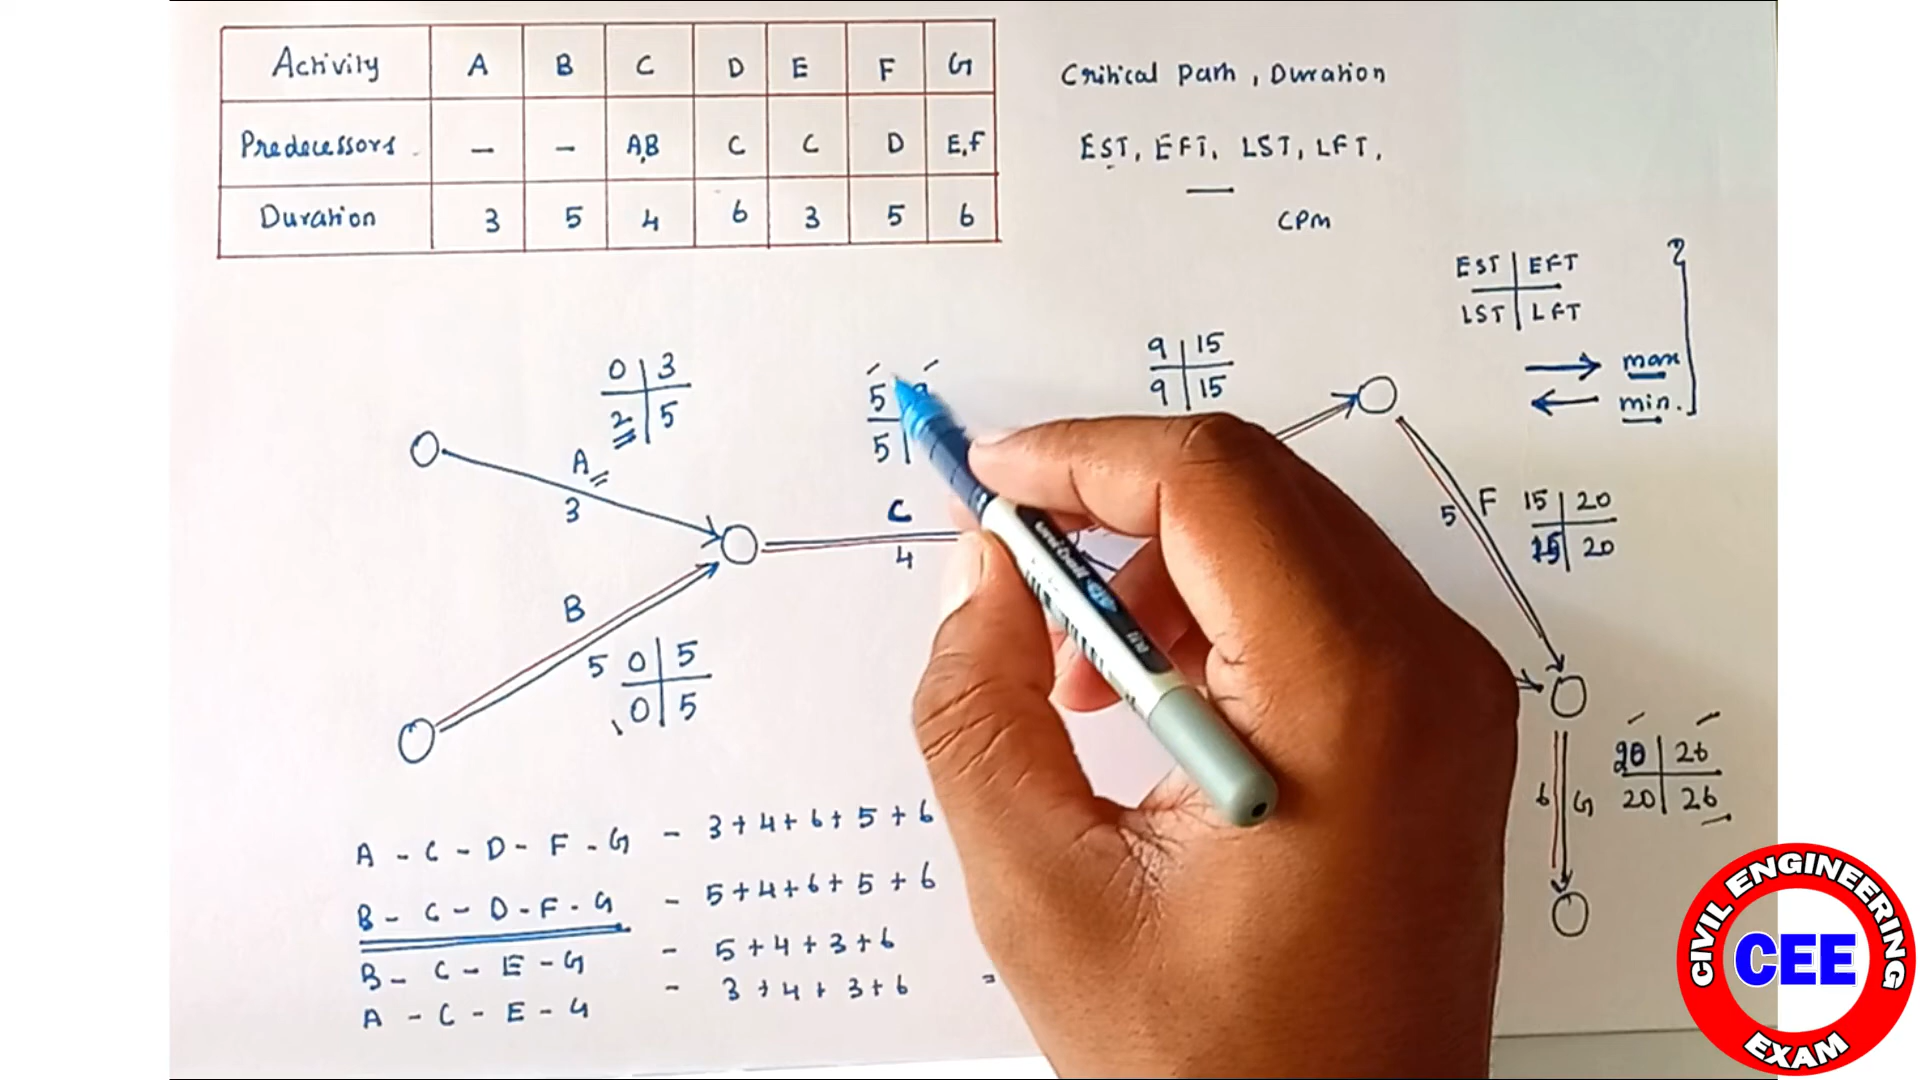 Activity A B C D E F G
Predecessors - - A,B C C D E,F
Duration 3 5 4 6 3 5 6
Critical Path, Duration
EST, EFT, LST, LFT,
CPM
EST EFT
LST LFT
max
min.
0 3
2 5
A
3
5
5
C
4
9 15
9 15
5 F 15 20
15 20
B
5 0 5
0 5
20 26
20 26
6 G
A - C - D - F - G - 3+4+6+5+6
B - C - D - F - G - 5+4+6+5+6
B - C - E - G - 5+4+3+6
A - C - E - G - 3+4+3+6 =
CIVIL ENGINEERING
CEE
EXAM